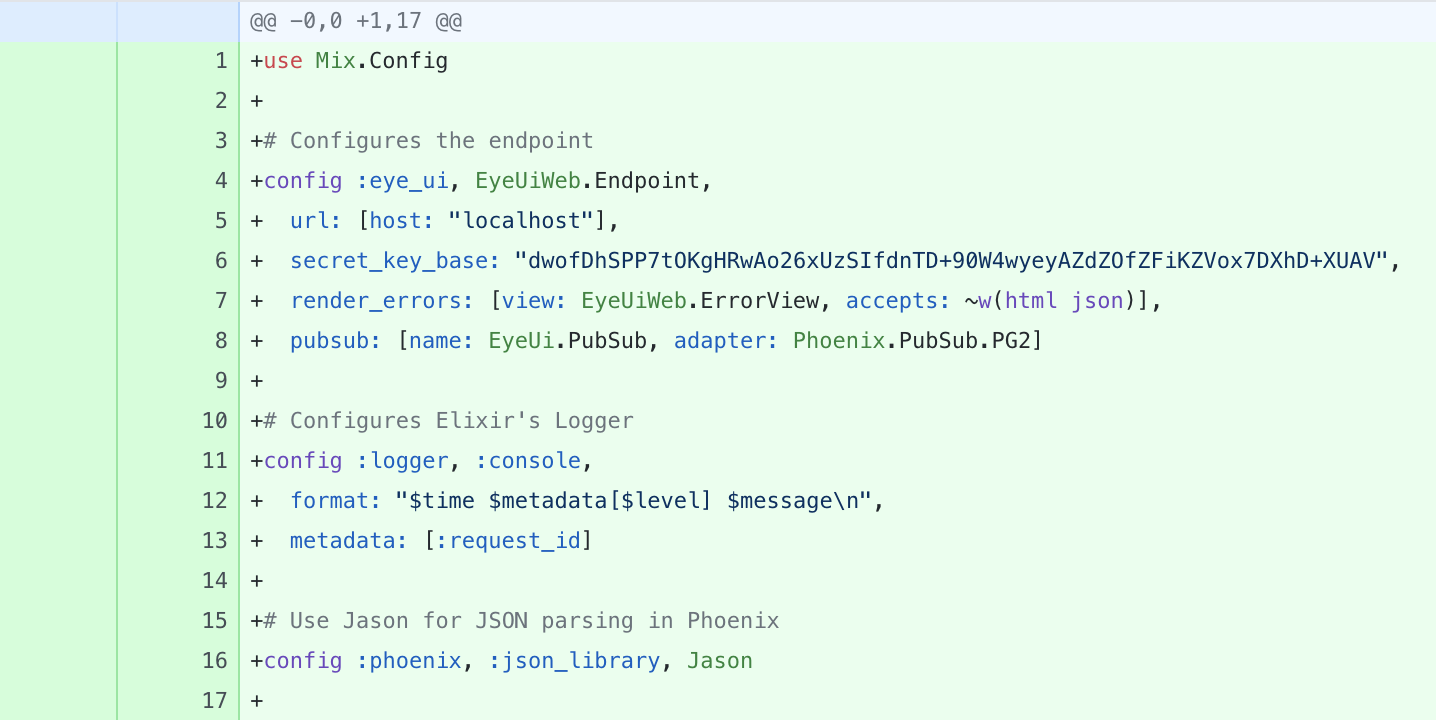 @@ -0,0 +1,17 @@
1 +use Mix.Config
2 +
3 +# Configures the endpoint
4 +config :eye_ui, EyeUiWeb.Endpoint,
5 +  url: [host: "localhost"],
6 +  secret_key_base: "dwofDhSPP7tOKgHRwAo26xUzSIfdnTD+90W4wyeyAZdZOfZFiKZVox7DXhD+XUAV",
7 +  render_errors: [view: EyeUiWeb.ErrorView, accepts: ~w(html json)],
8 +  pubsub: [name: EyeUi.PubSub, adapter: Phoenix.PubSub.PG2]
9 +
10 +# Configures Elixir's Logger
11 +config :logger, :console,
12 +  format: "$time $metadata[$level] $message\n",
13 +  metadata: [:request_id]
14 +
15 +# Use Jason for JSON parsing in Phoenix
16 +config :phoenix, :json_library, Jason
17 +